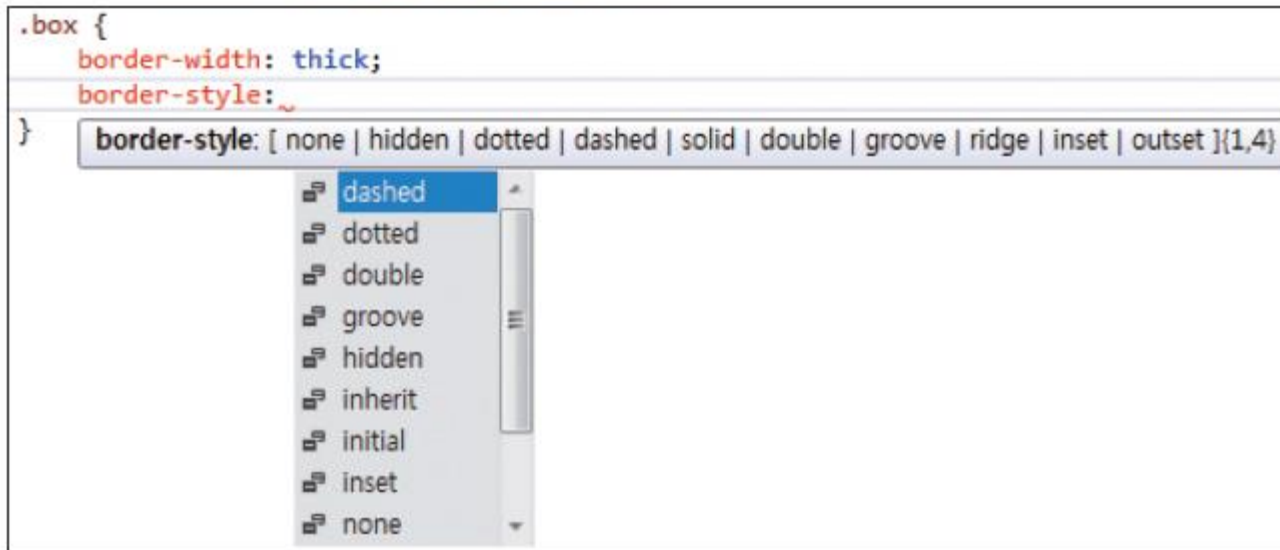 .box {
border-width: thick;
border-style:
}
border-style: [ none | hidden | dotted | dashed | solid | double | groove | ridge | inset | outset ]{1,4}
dashed
dotted
double
groove
hidden
inherit
initial
inset
none